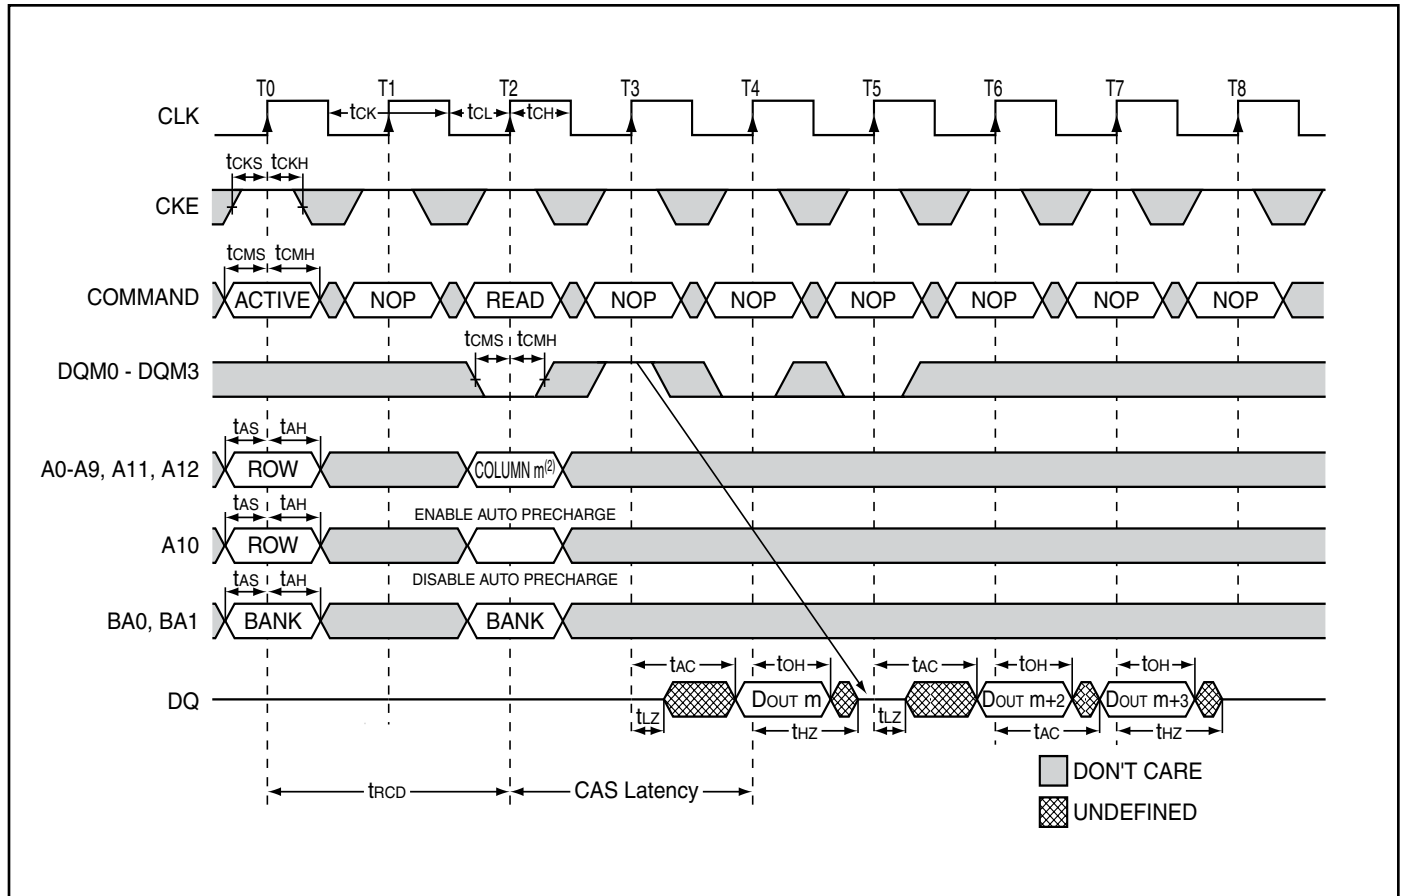 T0 T1 T2 T3 T4 T5 T6 T7 T8
CLK tCK tCL tCH
tCKS tCKH
CKE
tCMS tCMH
COMMAND ACTIVE NOP READ NOP NOP NOP NOP NOP NOP
tCMS tCMH
DQM0 - DQM3
tAS tAH
A0-A9, A11, A12 ROW COLUMN m(2)
tAS tAH ENABLE AUTO PRECHARGE
A10 ROW
tAS tAH DISABLE AUTO PRECHARGE
BA0, BA1 BANK BANK
tAC tOH tAC tOH tOH
DQ DOUT m DOUT m+2 DOUT m+3
tLZ tHZ tLZ tAC tHZ
DON'T CARE
tRCD CAS Latency
UNDEFINED